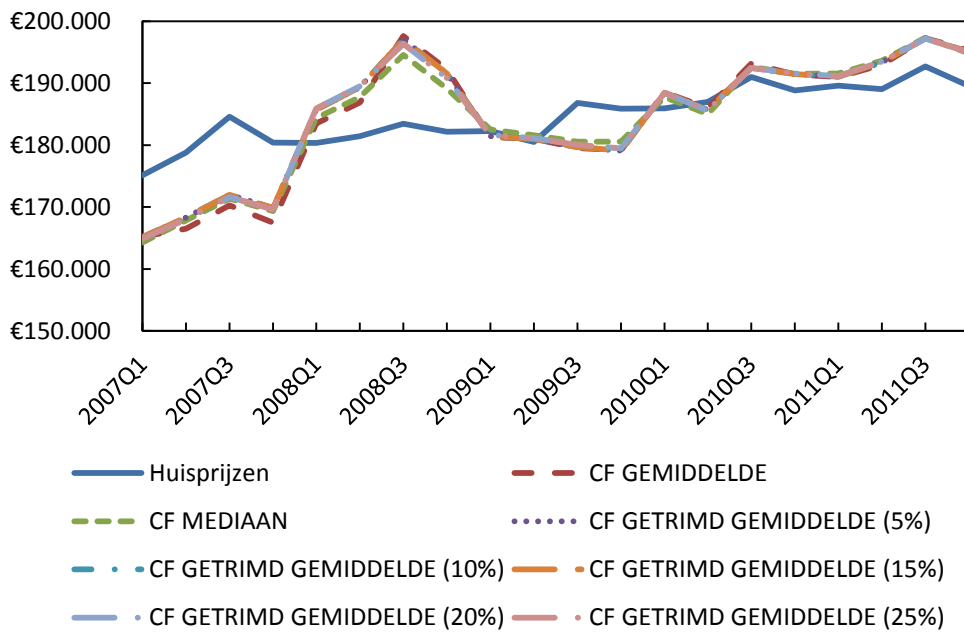 €200.000
€190.000
€180.000
€170.000
€160.000
€150.000
2007Q1
2007Q3
2008Q1
2008Q3
2009Q1
2009Q3
2010Q1
2010Q3
2011Q1
2011Q3
Huisprijzen
CF GEMIDDELDE
CF MEDIAAN
CF GETRIMD GEMIDDELDE (5%)
CF GETRIMD GEMIDDELDE (10%)
CF GETRIMD GEMIDDELDE (15%)
CF GETRIMD GEMIDDELDE (20%)
CF GETRIMD GEMIDDELDE (25%)